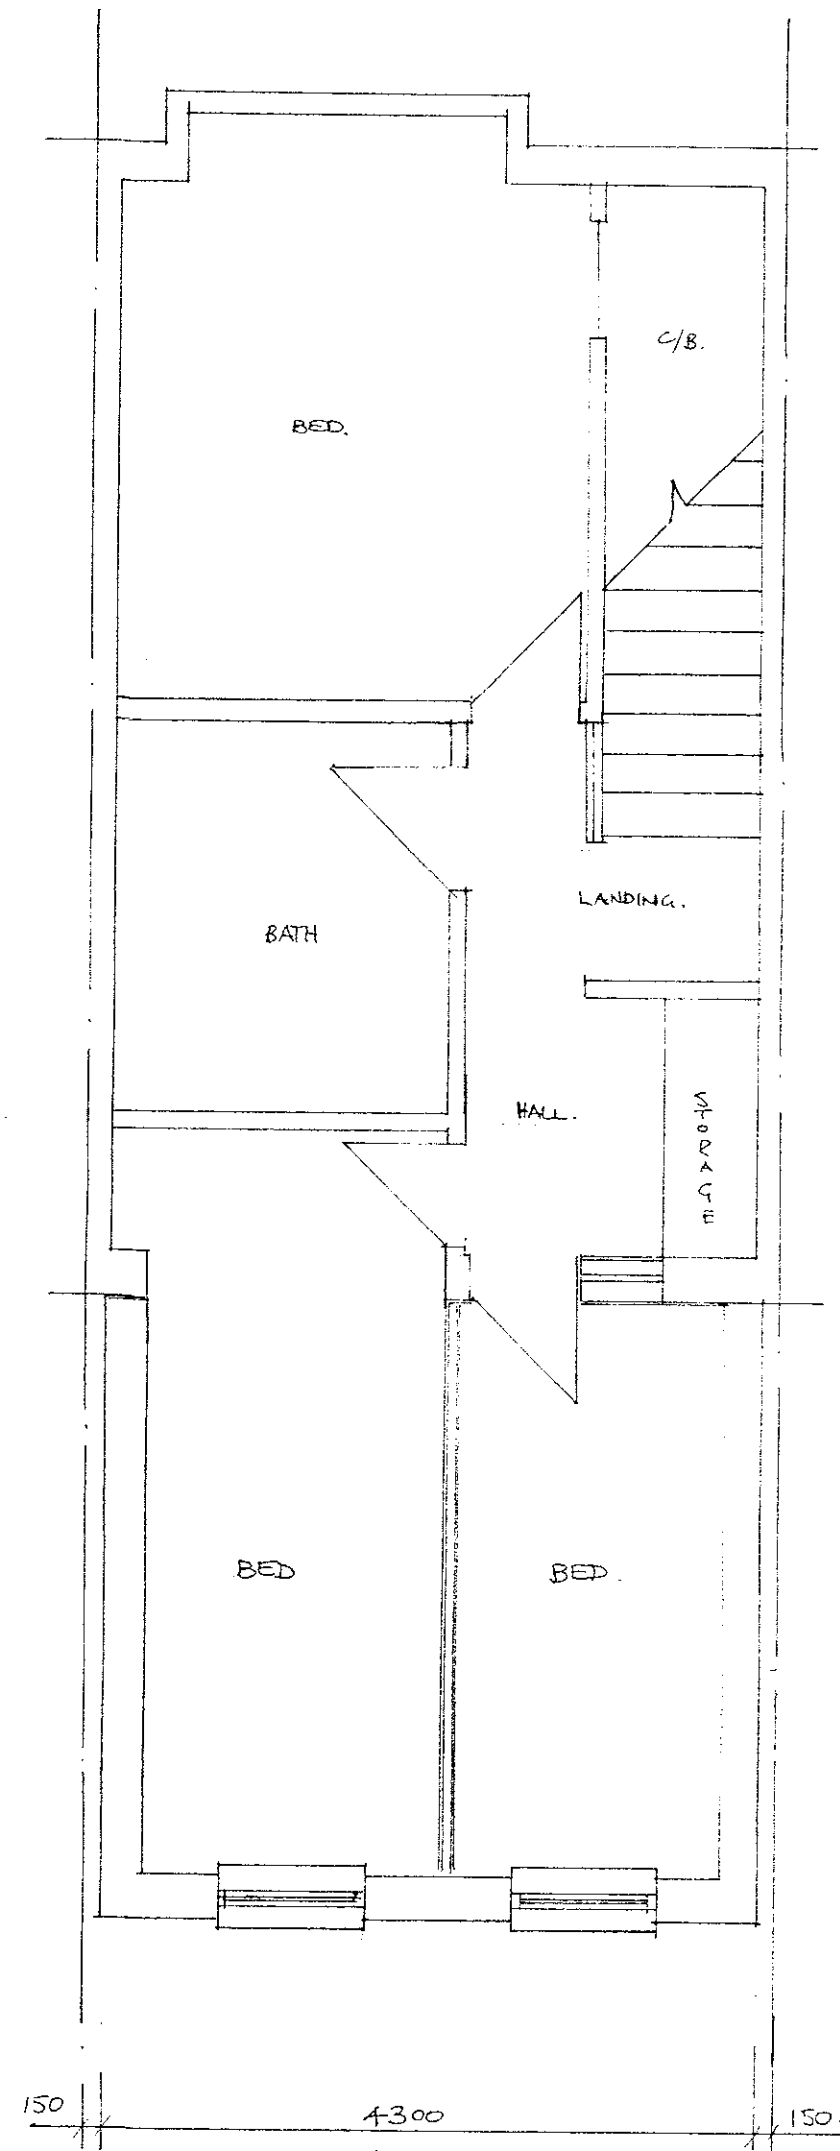 C/B.
BED.
LANDING.
BATH
HALL.
STORAGE
BED
BED.
150
4300
150